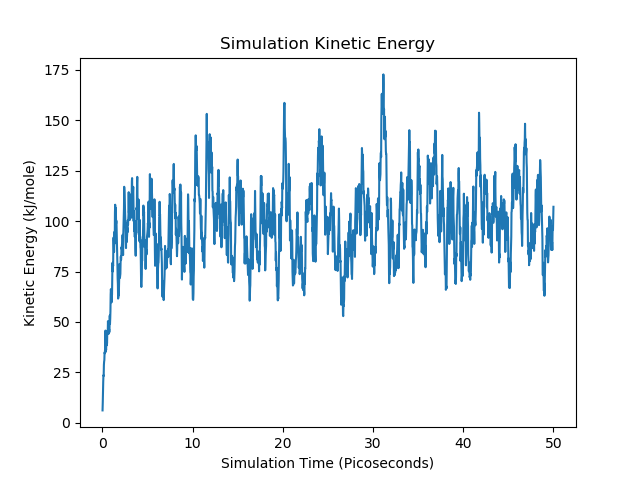 Simulation Kinetic Energy
Kinetic Energy (kJ/mole)
175
150
125
100
75
50
25
0
0 10 20 30 40 50
Simulation Time (Picoseconds)